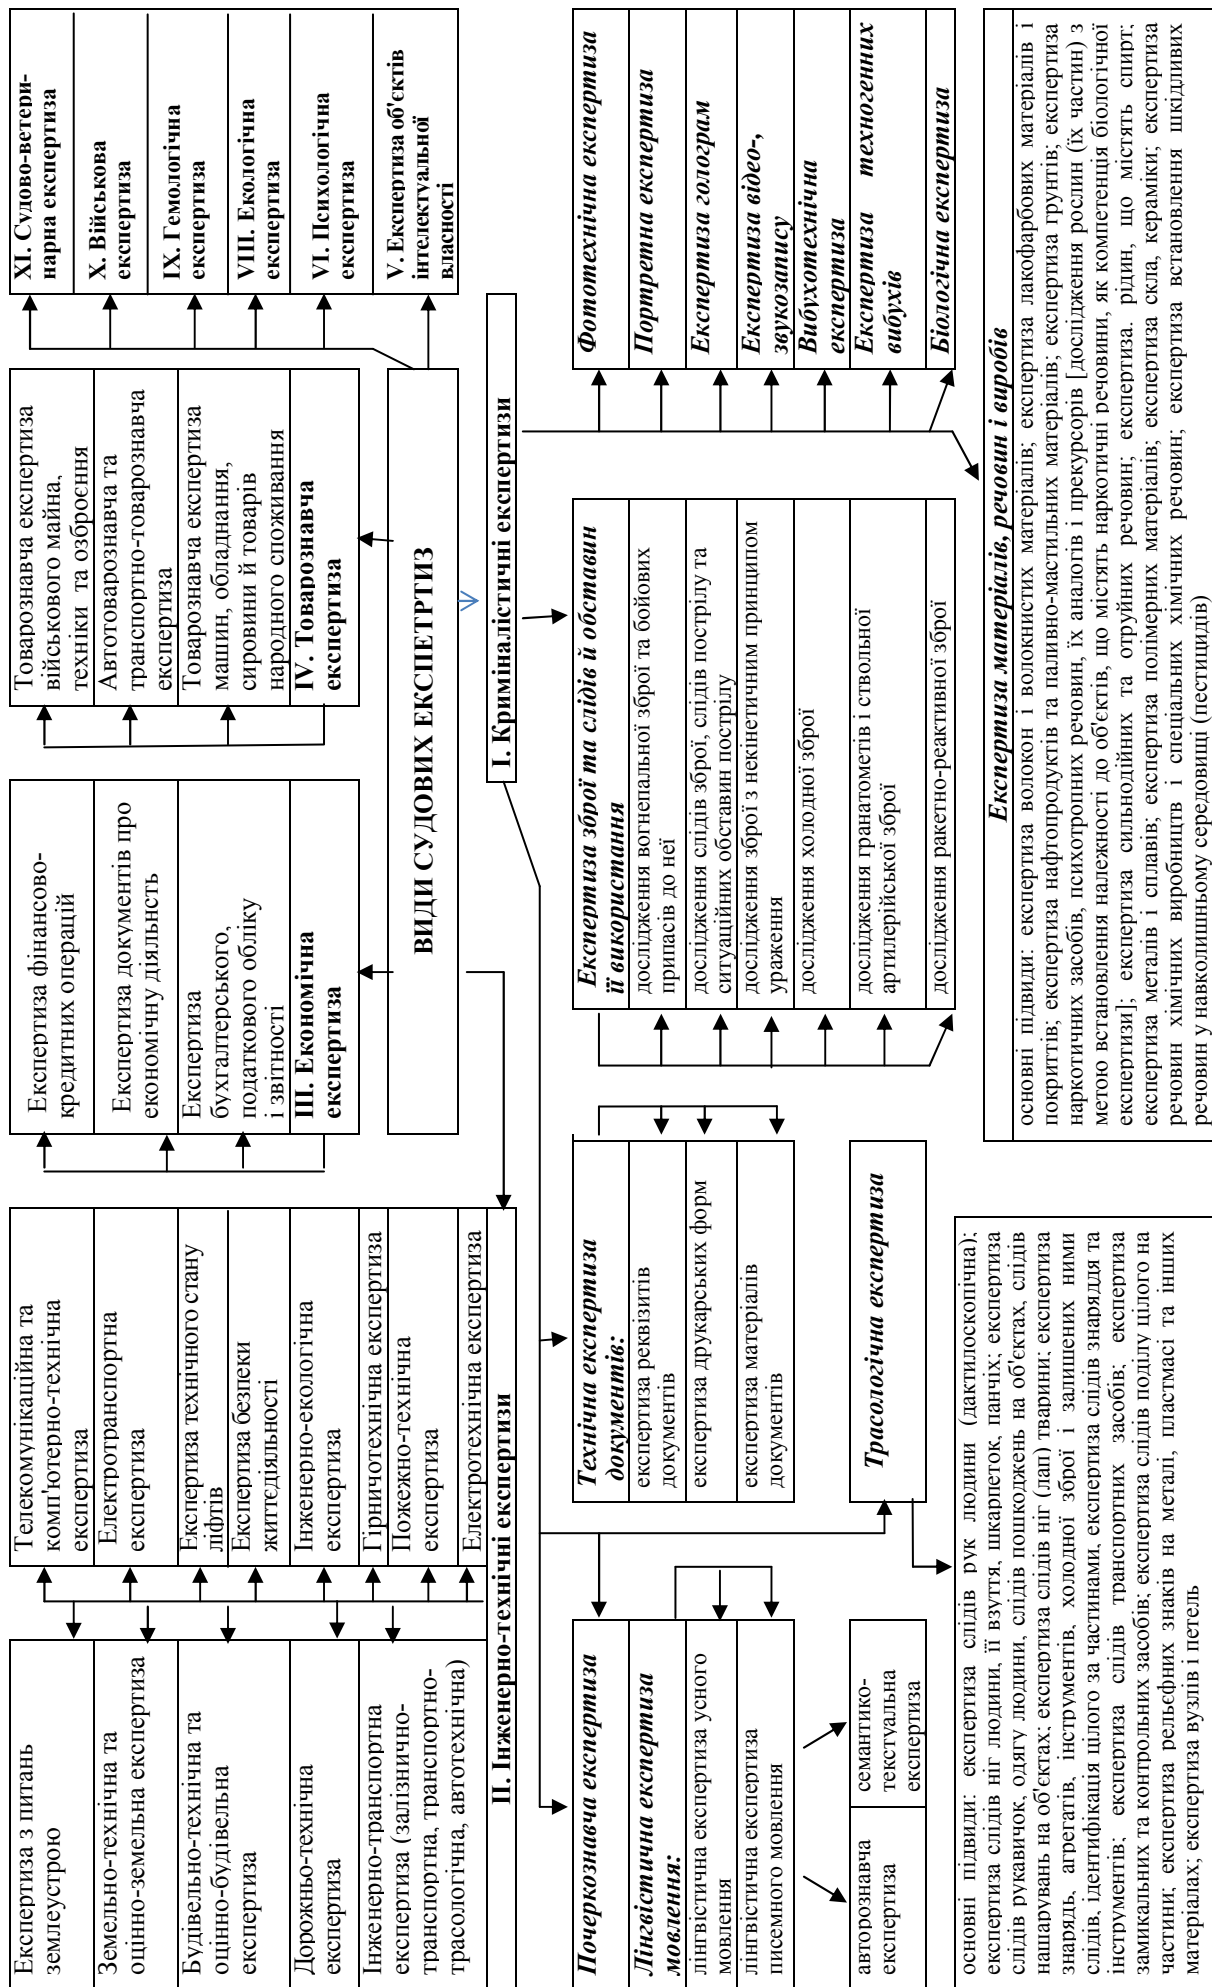 Експертиза з питань
землеустрою
Земельно-технічна та
оцінно-земельна експертиза
Будівельно-технічна та
оцінно-будівельна
експертиза
Дорожньо-технічна
експертиза
Інженерно-транспортна
експертиза (залізнично-
транспортна, транспортно-
трасологічна, автотехнічна)
Телекомунікаційна та
комп'ютерно-технічна
експертиза
Електротранспортна
експертиза
Експертиза технічного стану
ліфтів
Експертиза безпеки
життєдіяльності
Інженерно-екологічна
експертиза
Гірничотехнічна експертиза
Пожежно-технічна
експертиза
Електротехнічна експертиза
ІІ. Інженерно-технічні експертизи
Експертиза фінансово-
кредитних операцій
Експертиза документів про
економічну діяльність
Експертиза
бухгалтерського,
податкового обліку
і звітності
ІІІ. Економічна
експертиза
Товарознавча експертиза
військового майна,
техніки та озброєння
Автотоварознавча та
транспортно-товарознавча
експертиза
Товарознавча експертиза
машин, обладнання,
сировини й товарів
народного споживання
IV. Товарознавча
експертиза
XI. Судово-ветери-
нарна експертиза
X. Військова
експертиза
IX. Гемологічна
експертиза
VIII. Екологічна
експертиза
VI. Психологічна
експертиза
V. Експертиза об'єктів
інтелектуальної
власності
ВИДИ СУДОВИХ ЕКСПЕТРТИЗ
І. Криміналістичні експертизи
Почеркознавча експертиза
Лінгвістична експертиза
мовлення:
лінгвістична експертиза усного
мовлення
лінгвістична експертиза
писемного мовлення
авторознавча
експертиза
семантико-
текстуальна
експертиза
Технічна експертиза
документів:
експертиза реквізитів
документів
експертиза друкарських форм
експертиза матеріалів
документів
Трасологічна експертиза
Експертиза зброї та слідів й обставин
її використання
дослідження вогнепальної зброї та бойових
припасів до неї
дослідження слідів зброї, слідів пострілу та
ситуаційних обставин пострілу
дослідження зброї з некінетичним принципом
ураження
дослідження холодної зброї
дослідження гранатометів і ствольної
артилерійської зброї
дослідження ракетно-реактивної зброї
Фототехнічна експертиза
Портретна експертиза
Експертиза голограм
Експертиза відео-,
звукозапису
Вибухотехнічна
експертиза
Експертиза техногенних
вибухів
Біологічна експертиза
основні підвиди: експертиза слідів рук людини (дактилоскопічна);
експертиза слідів ніг людини, її взуття, шкарпеток, панчіх; експертиза
слідів рукавичок, одягу людини, слідів пошкоджень на об'єктах, слідів
нашарувань на об'єктах; експертиза слідів ніг (лап) тварини; експертиза
знарядь, агрегатів, інструментів, холодної зброї і залишених ними
слідів, ідентифікація цілого за частинами, експертиза слідів знаряддя та
інструментів; експертиза слідів транспортних засобів; експертиза
замикальних та контрольних засобів; експертиза слідів поділу цілого на
частини; експертиза рельєфних знаків на металі, пластмасі та інших
матеріалах; експертиза вузлів і петель
Експертиза матеріалів, речовин і виробів
основні підвиди: експертиза волокон і волокнистих матеріалів; експертиза лакофарбових матеріалів і
покриттів; експертиза нафтопродуктів та паливно-мастильних матеріалів; експертиза грунтів; експертиза
наркотичних засобів, психотропних речовин, їх аналогів і прекурсорів [дослідження рослин (їх частин) з
метою встановлення належності до об'єктів, що містять наркотичні речовини, як компетенція біологічної
експертизи]; експертиза сильнодійних та отруйних речовин; експертиза. рідин, що містять спирт;
експертиза металів і сплавів; експертиза полімерних матеріалів; експертиза скла, кераміки; експертиза
речовин хімічних виробництв і спеціальних хімічних речовин; експертиза встановлення шкідливих
речовин у навколишньому середовищі (пестицидів)